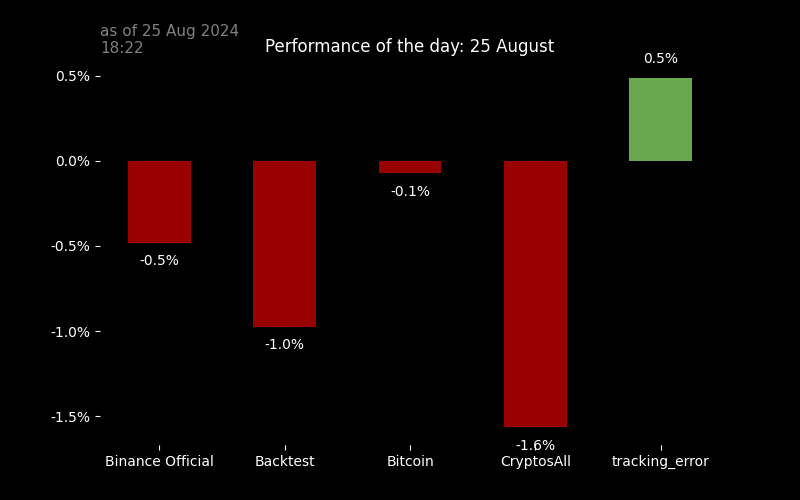 as of 25 Aug 2024
18:22
Performance of the day: 25 August
0.5%
0.5%
0.0%
-0.1%
-0.5%
-0.5%
-1.0%
-1.0%
-1.5%
-1.6%
Binance Official
Backtest
Bitcoin
CryptosAll
tracking_error